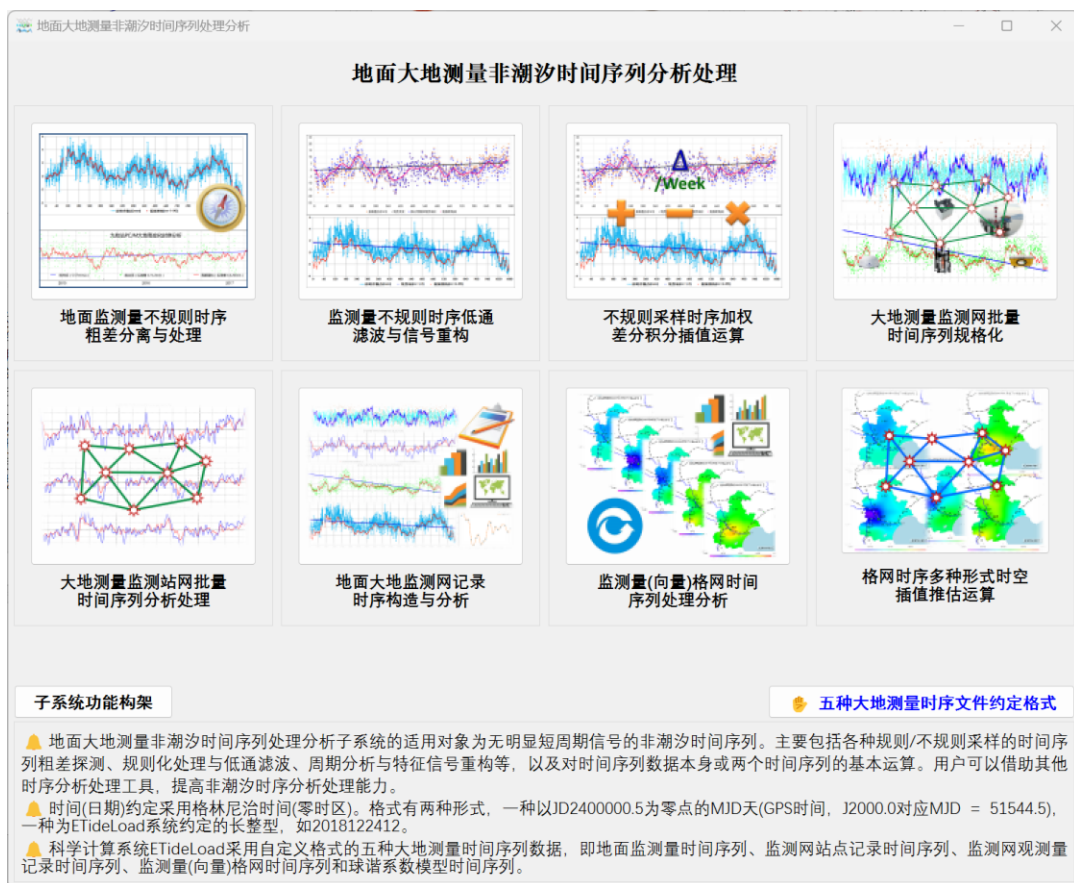 地面大地测量非潮汐时间序列处理分析
地面大地测量非潮汐时间序列分析处理
/Week
地面监测量不规则时序
粗差分离与处理
监测量不规则时序低通
滤波与信号重构
不规则采样时序加权
差分积分插值运算
大地测量监测网批量
时间序列规格化
大地测量监测站网批量
时间序列分析处理
地面大地监测网记录
时序构造与分析
监测量(向量)格网时间
序列处理分析
格网时序多种形式时空
插值推估运算
子系统功能构架
五种大地测量时序文件约定格式
地面大地测量非潮汐时间序列处理分析子系统的适用对象为无明显短周期信号的非潮汐时间序列。主要包括各种规则/不规则采样的时间序
列粗差探测、规则化处理与低通滤波、周期分析与特征信号重构等，以及对时间序列数据本身或两个时间序列的基本运算。用户可以借助其他
时序分析处理工具，提高非潮汐时序分析处理能力。
时间(日期)约定采用格林尼治时间(零时区)。格式有两种形式，一种以JD2400000.5为零点的MJD天(GPS时间，J2000.0对应MJD = 51544.5),
一种为ETideLoad系统约定的长整型，如2018122412。
科学计算系统ETideLoad采用自定义格式的五种大地测量时间序列数据，即地面监测量时间序列、监测网站点记录时间序列、监测网观测量
记录时间序列、监测量(向量)格网时间序列和球谐系数模型时间序列。